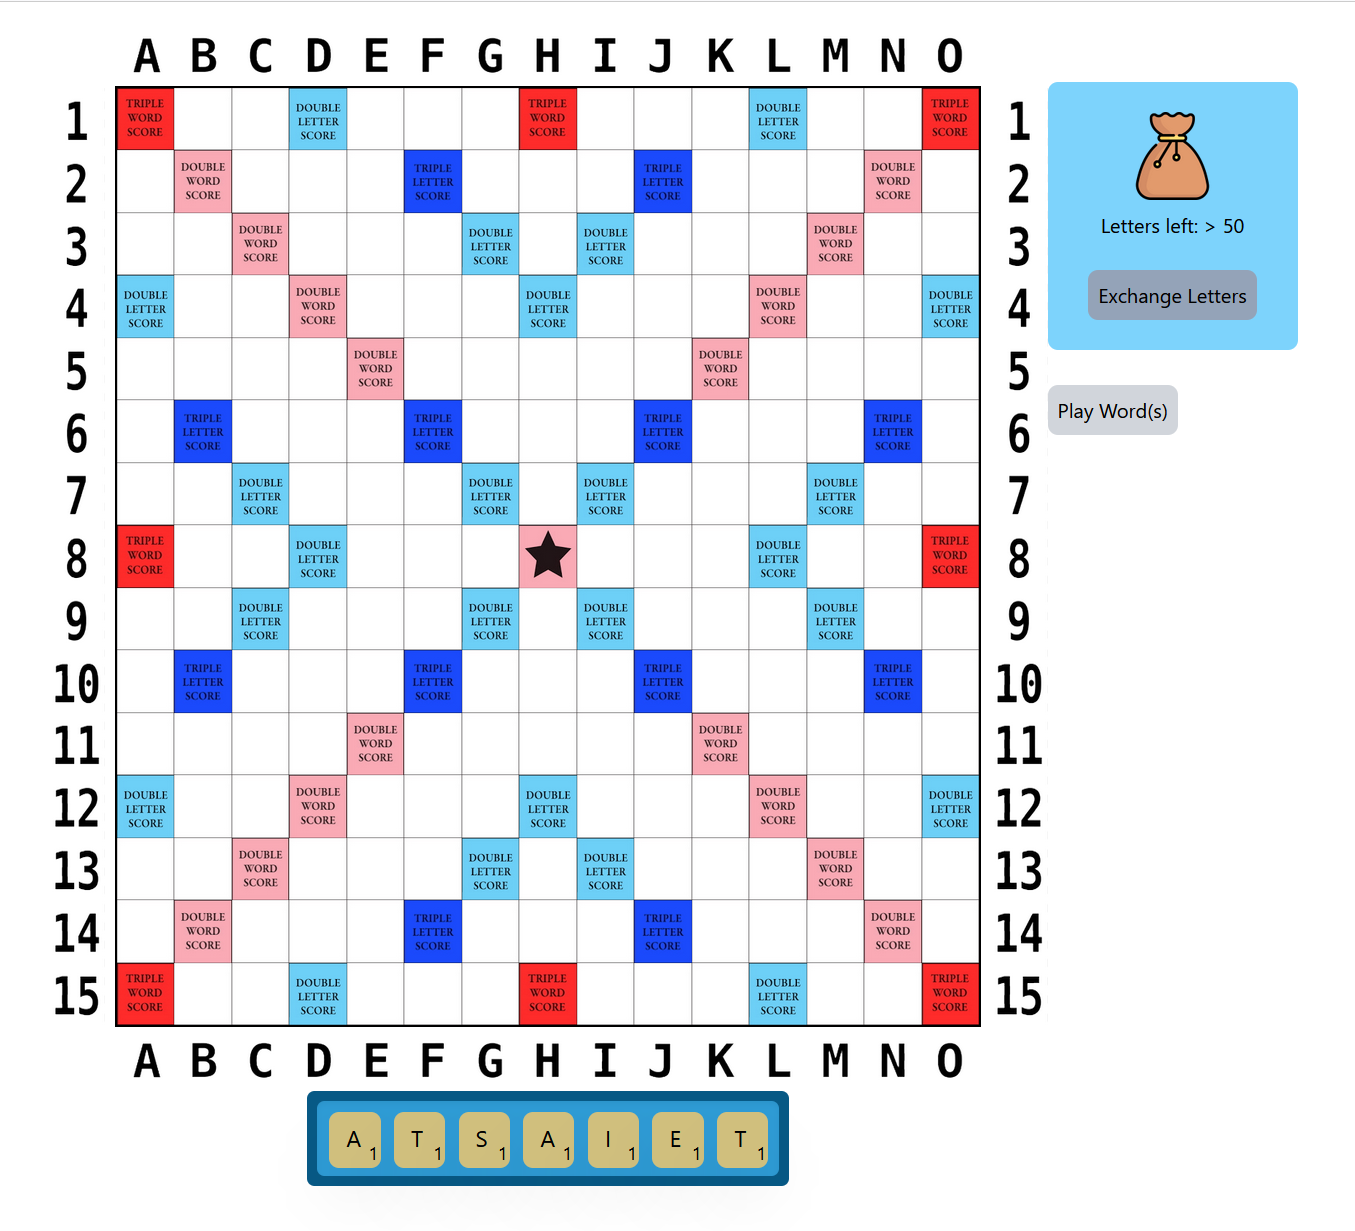 A B C D E F G H I J K L M N O
1 TRIPLE WORD SCORE DOUBLE LETTER SCORE TRIPLE WORD SCORE DOUBLE LETTER SCORE TRIPLE WORD SCORE 1
2 DOUBLE WORD SCORE TRIPLE LETTER SCORE TRIPLE LETTER SCORE DOUBLE WORD SCORE 2
3 DOUBLE WORD SCORE DOUBLE LETTER SCORE DOUBLE LETTER SCORE DOUBLE WORD SCORE 3
4 DOUBLE LETTER SCORE DOUBLE WORD SCORE DOUBLE LETTER SCORE DOUBLE WORD SCORE DOUBLE LETTER SCORE 4
5 DOUBLE WORD SCORE DOUBLE WORD SCORE 5
6 TRIPLE LETTER SCORE TRIPLE LETTER SCORE TRIPLE LETTER SCORE TRIPLE LETTER SCORE 6
7 DOUBLE LETTER SCORE DOUBLE LETTER SCORE DOUBLE LETTER SCORE DOUBLE LETTER SCORE 7
8 TRIPLE WORD SCORE DOUBLE LETTER SCORE DOUBLE LETTER SCORE TRIPLE WORD SCORE 8
9 DOUBLE LETTER SCORE DOUBLE LETTER SCORE DOUBLE LETTER SCORE DOUBLE LETTER SCORE 9
10 TRIPLE LETTER SCORE TRIPLE LETTER SCORE TRIPLE LETTER SCORE TRIPLE LETTER SCORE 10
11 DOUBLE WORD SCORE DOUBLE WORD SCORE 11
12 DOUBLE LETTER SCORE DOUBLE WORD SCORE DOUBLE LETTER SCORE DOUBLE WORD SCORE DOUBLE LETTER SCORE 12
13 DOUBLE WORD SCORE DOUBLE LETTER SCORE DOUBLE LETTER SCORE DOUBLE WORD SCORE 13
14 DOUBLE WORD SCORE TRIPLE LETTER SCORE TRIPLE LETTER SCORE DOUBLE WORD SCORE 14
15 TRIPLE WORD SCORE DOUBLE LETTER SCORE TRIPLE WORD SCORE DOUBLE LETTER SCORE TRIPLE WORD SCORE 15
A B C D E F G H I J K L M N O
A 1 T 1 S 1 A 1 I 1 E 1 T 1
Letters left: > 50
Exchange Letters
Play Word(s)